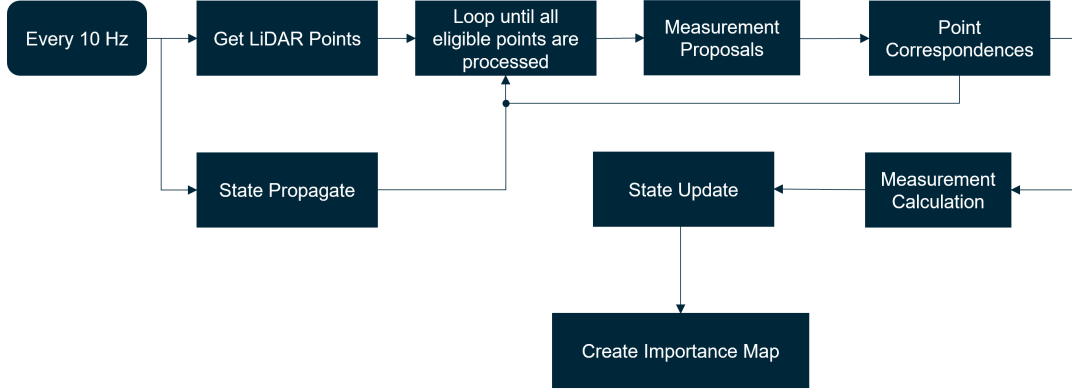 Every 10 Hz
Get LiDAR Points
Loop until all
eligible points are
processed
Measurement
Proposals
Point
Correspondences
State Propagate
State Update
Measurement
Calculation
Create Importance Map